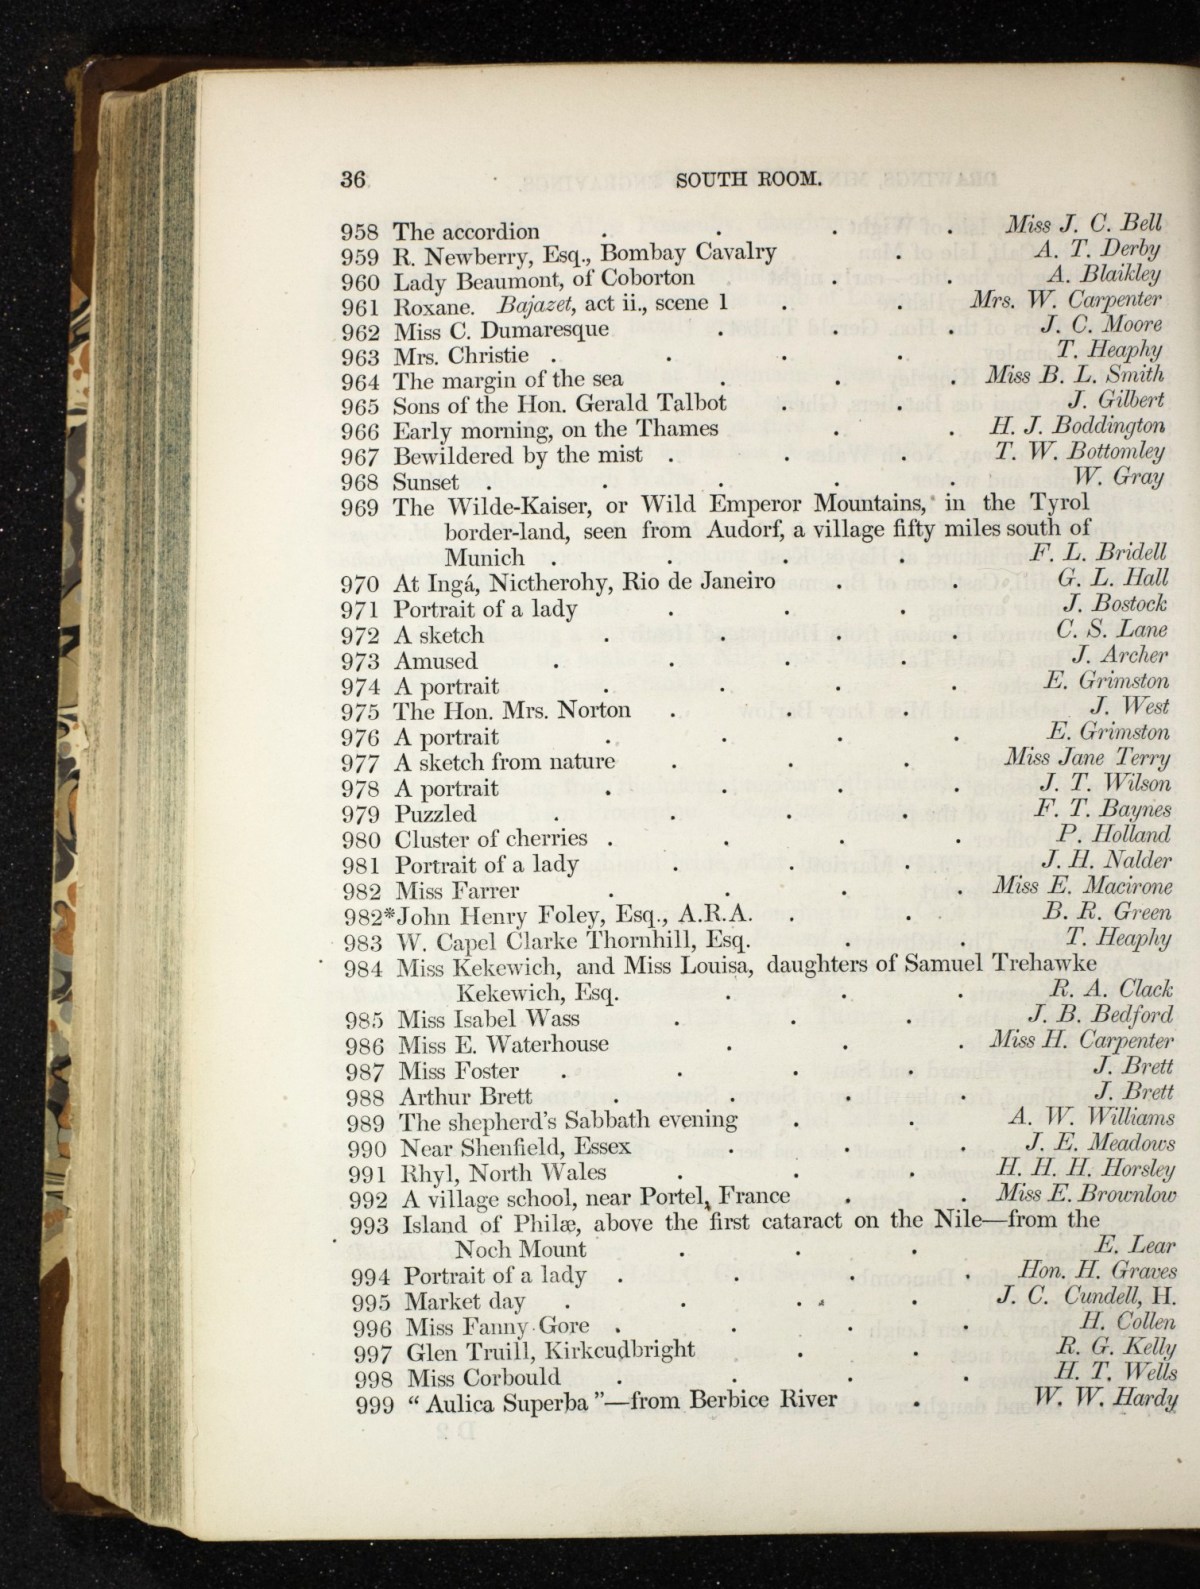 36 SOUTH ROOM.
958 The accordion . . . . Miss J. C. Bell
959 R. Newberry, Esq., Bombay Cavalry . A. T. Derby
960 Lady Beaumont, of Coborton . . . A. Blaikley
961 Roxane. Bajazet, act ii., scene 1 . . Mrs. W. Carpenter
962 Miss C. Dumaresque . . . J. C. Moore
963 Mrs. Christie . . . . T. Heaphy
964 The margin of the sea . . . Miss B. L. Smith
965 Sons of the Hon. Gerald Talbot . . J. Gilbert
966 Early morning, on the Thames . . H. J. Boddington
967 Bewildered by the mist . . . T. W. Bottomley
968 Sunset . . . . . W. Gray
969 The Wilde-Kaiser, or Wild Emperor Mountains, in the Tyrol
border-land, seen from Audorf, a village fifty miles south of
Munich . . . . F. L. Bridell
970 At Ingá, Nictherohy, Rio de Janeiro . . G. L. Hall
971 Portrait of a lady . . . J. Bostock
972 A sketch . . . . C. S. Lane
973 Amused . . . . J. Archer
974 A portrait . . . . E. Grimston
975 The Hon. Mrs. Norton . . . J. West
976 A portrait . . . . E. Grimston
977 A sketch from nature . . . Miss Jane Terry
978 A portrait . . . . J. T. Wilson
979 Puzzled . . . . F. T. Baynes
980 Cluster of cherries . . . . P. Holland
981 Portrait of a lady . . . J. H. Nalder
982 Miss Farrer . . . . Miss E. Macirone
982*John Henry Foley, Esq., A.R.A. . . B. R. Green
983 W. Capel Clarke Thornhill, Esq. . . T. Heaphy
984 Miss Kekewich, and Miss Louisa, daughters of Samuel Trehawke
Kekewich, Esq. . . . R. A. Clack
985 Miss Isabel Wass . . . J. B. Bedford
986 Miss E. Waterhouse . . . Miss H. Carpenter
987 Miss Foster . . . . J. Brett
988 Arthur Brett . . . . J. Brett
989 The shepherd's Sabbath evening . . A. W. Williams
990 Near Shenfield, Essex . . . J. E. Meadows
991 Rhyl, North Wales . . . H. H. H. Horsley
992 A village school, near Portel, France . . Miss E. Brownlow
993 Island of Philæ, above the first cataract on the Nile—from the
Noch Mount . . . E. Lear
994 Portrait of a lady . . . . Hon. H. Graves
995 Market day . . . . J. C. Cundell, H.
996 Miss Fanny Gore . . . . H. Collen
997 Glen Truill, Kirkcudbright . . R. G. Kelly
998 Miss Corbould . . . . H. T. Wells
999 "Aulica Superba"—from Berbice River . W. W. Hardy